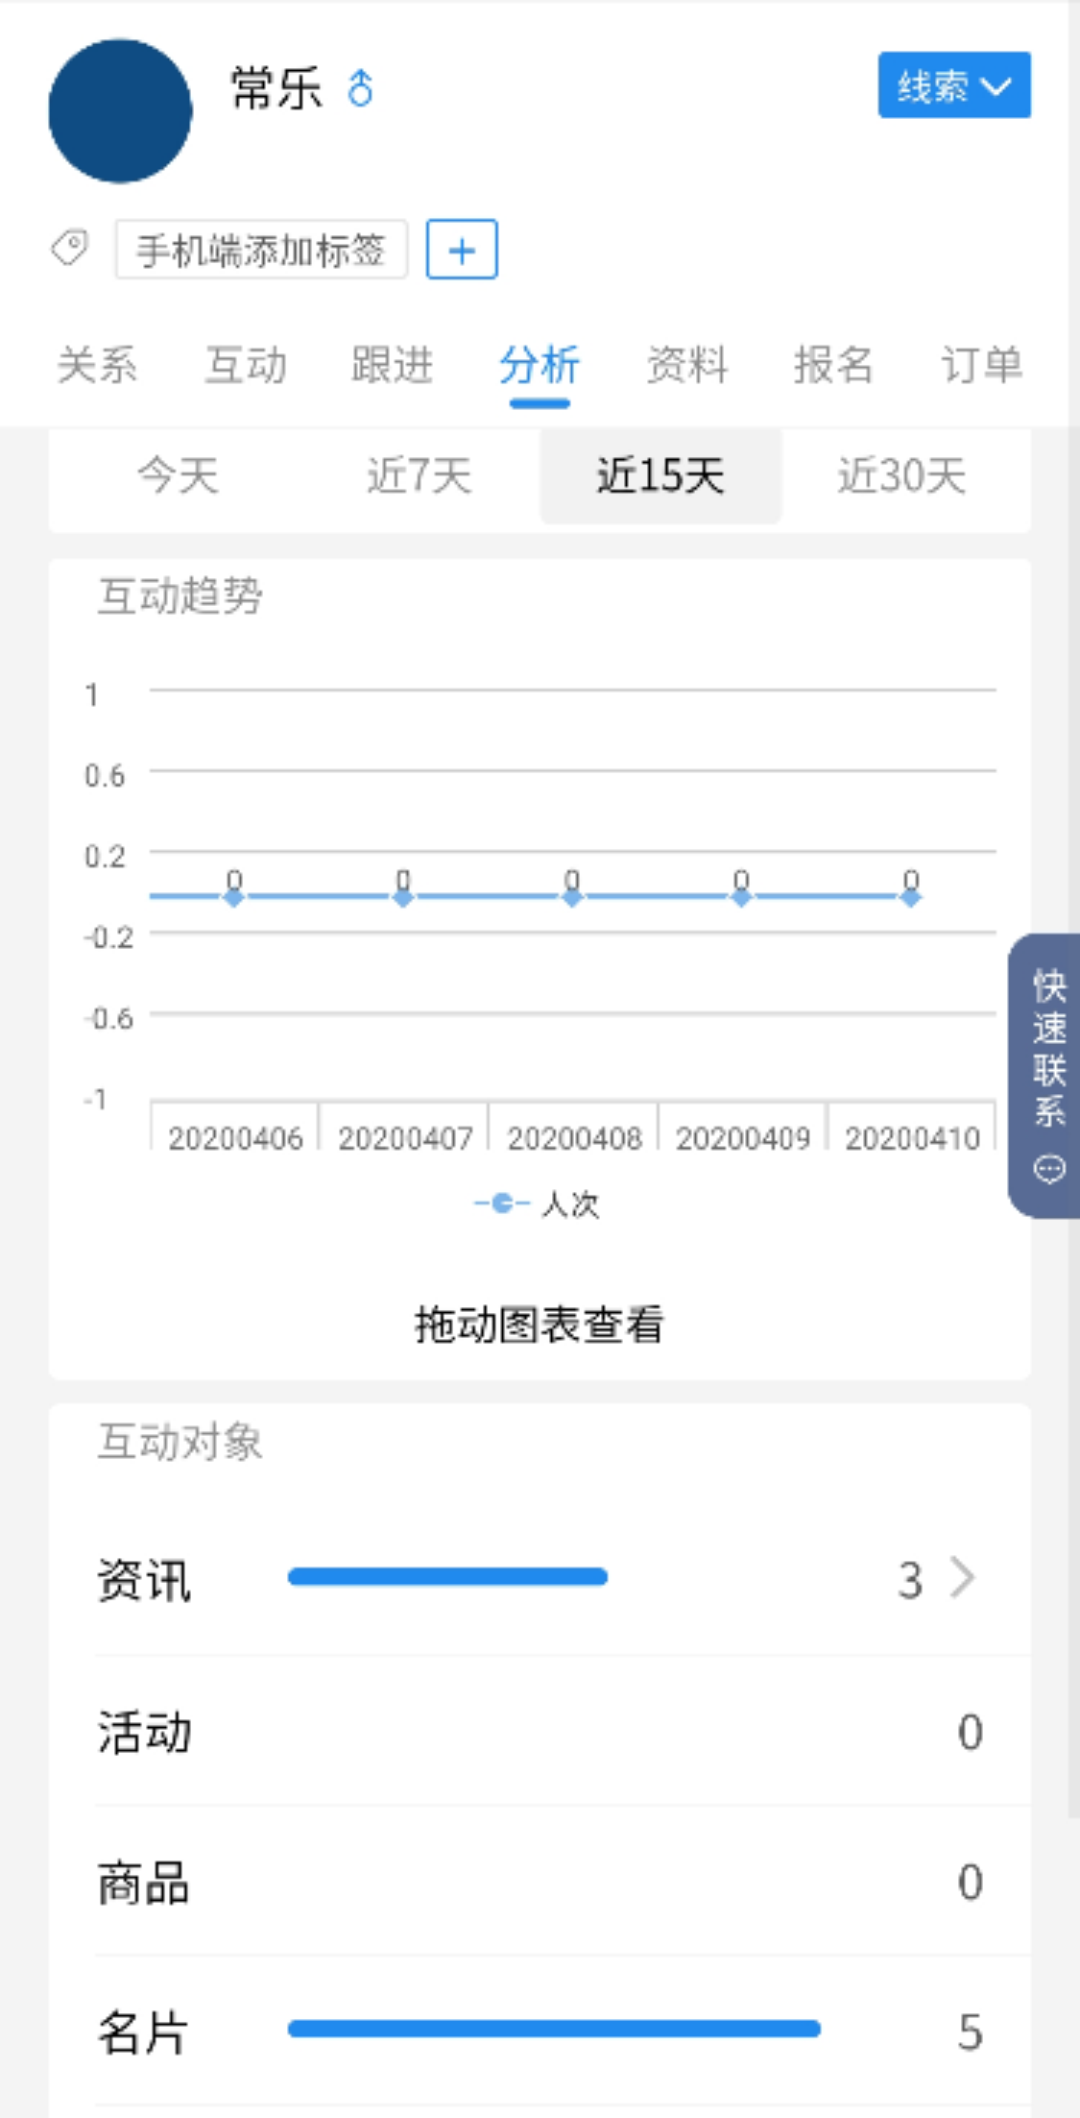 常乐
线索
手机端添加标签 +
关系 互动 跟进 分析 资料 报名 订单
今天 近7天 近15天 近30天
互动趋势
1
0.6
0.2
0 0 0 0 0
-0.2
-0.6
-1
20200406 20200407 20200408 20200409 20200410
人次
拖动图表查看
快速联系
互动对象
资讯 3
活动 0
商品 0
名片 5